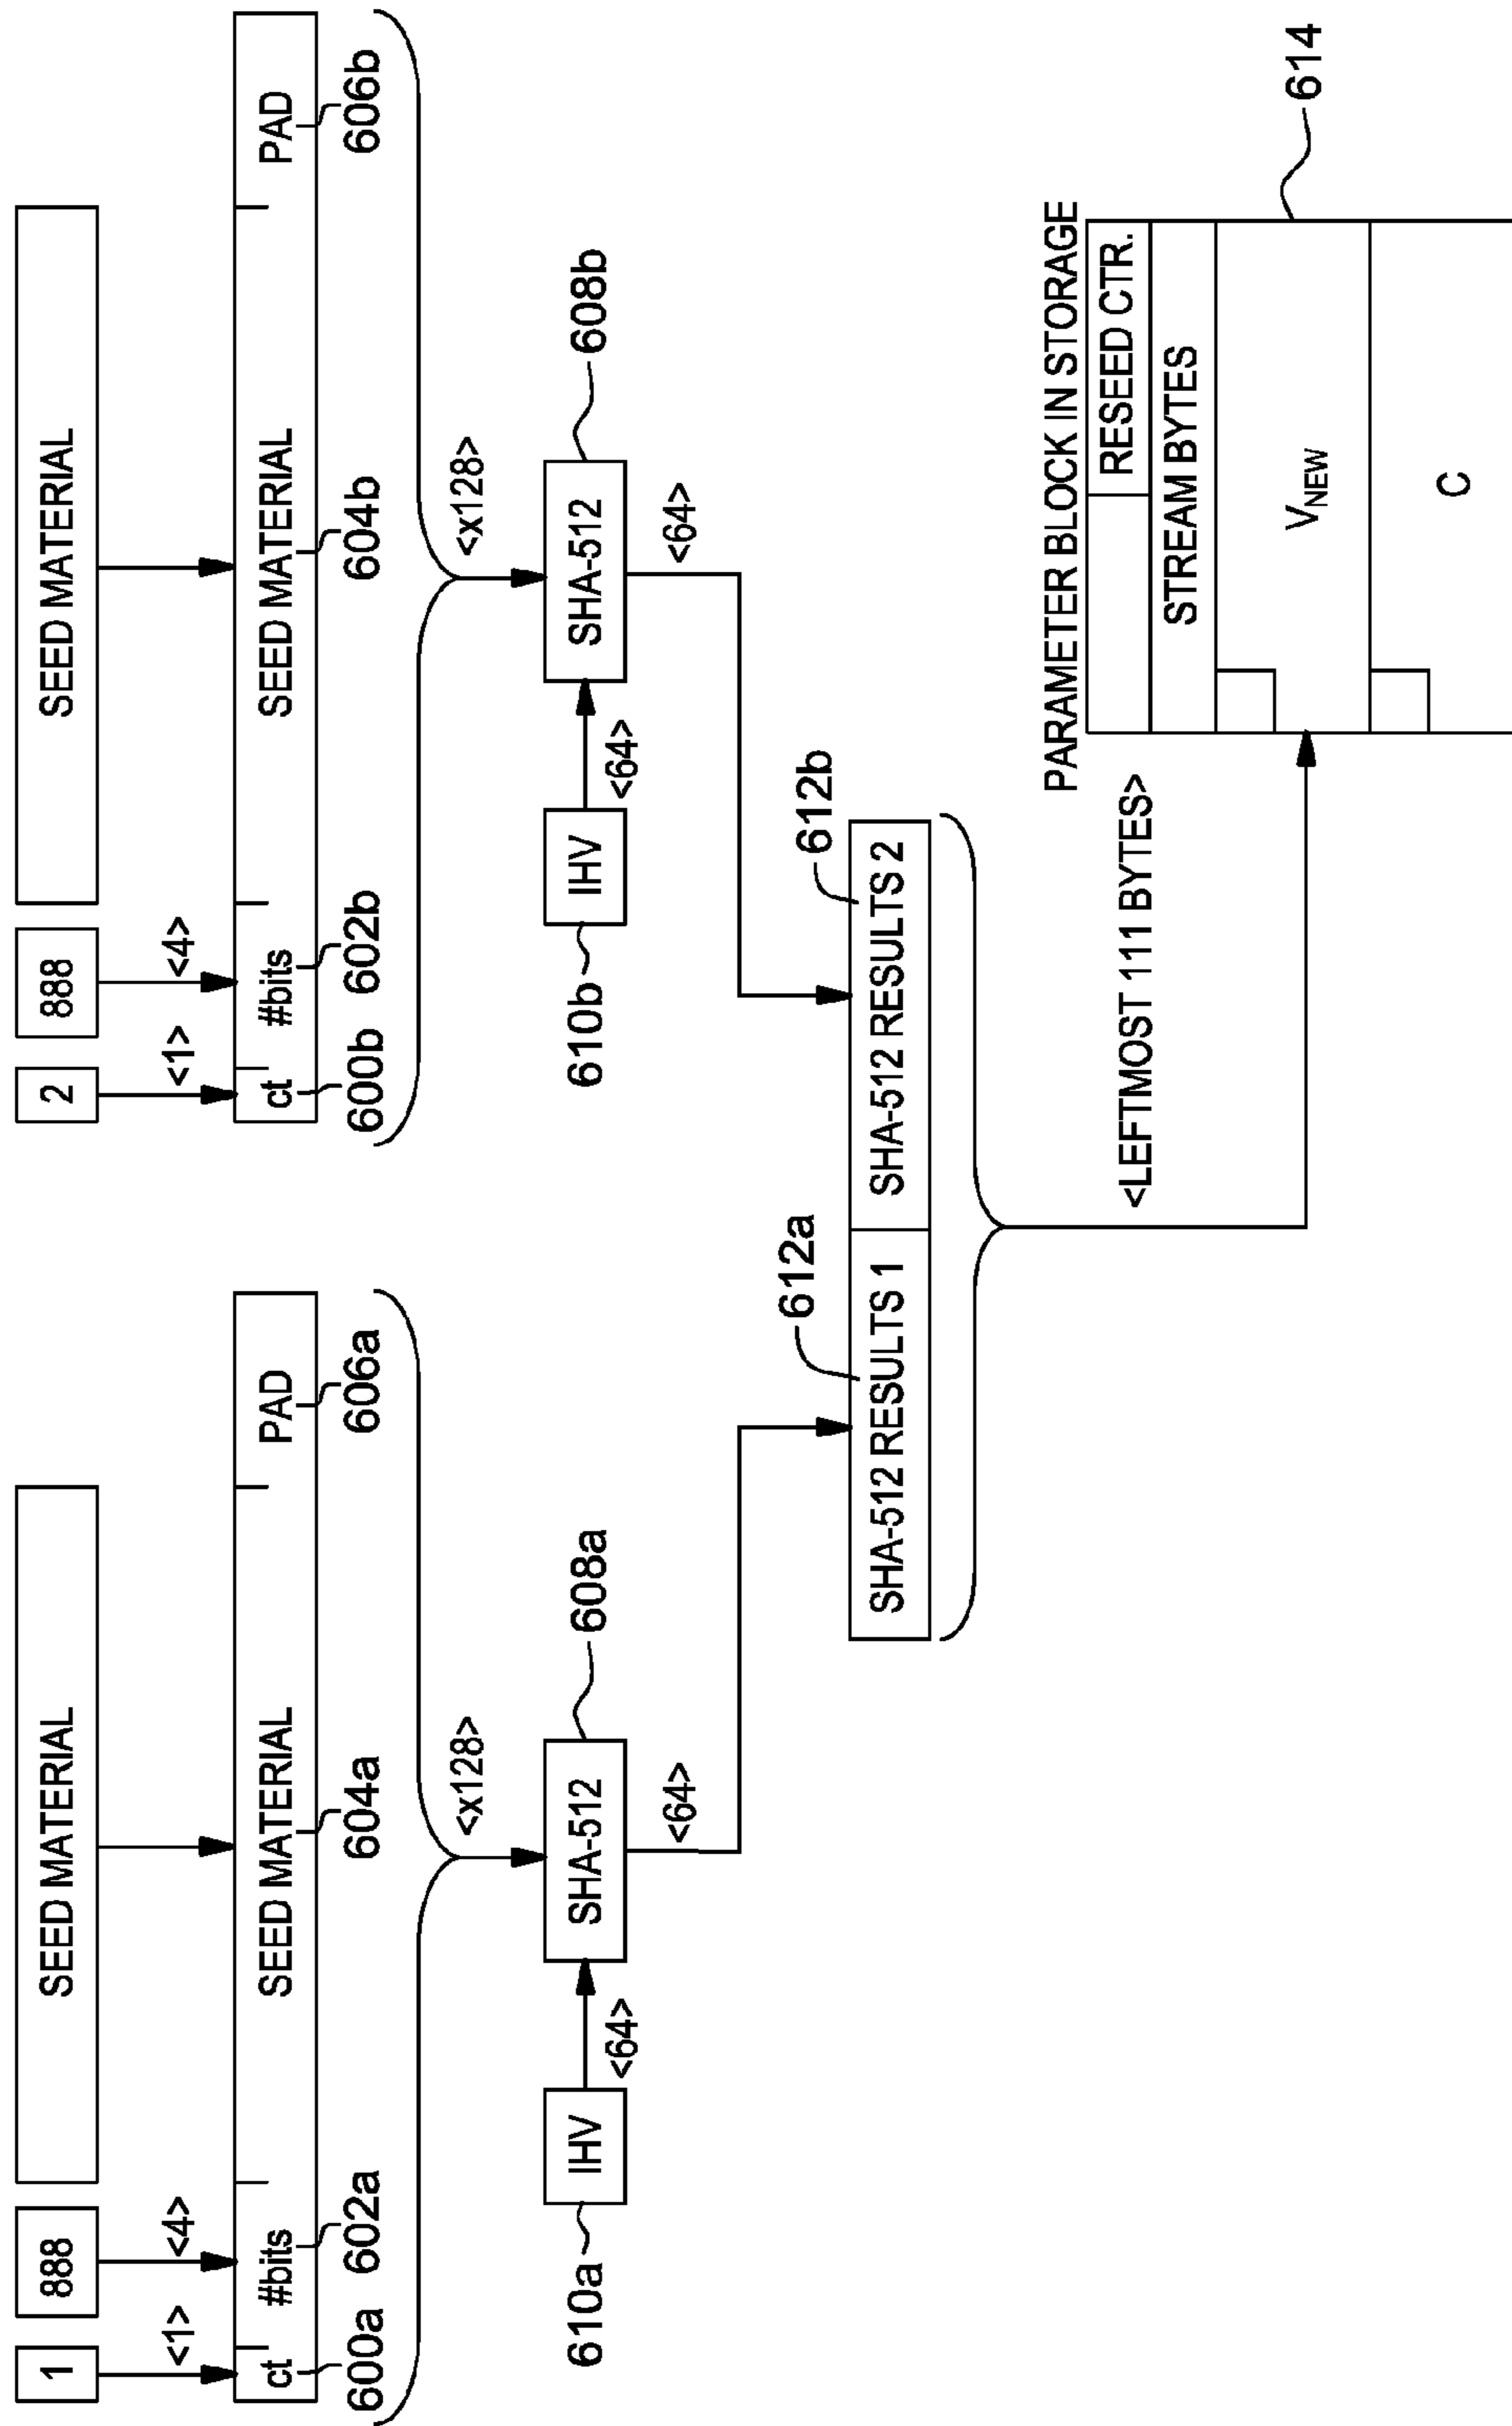 1
888
SEED MATERIAL
2
888
SEED MATERIAL
<1>
<4>
<1>
<4>
ct
#bits
SEED MATERIAL
PAD
ct
#bits
SEED MATERIAL
PAD
600a
602a
604a
606a
600b
602b
604b
606b
<x128>
<x128>
610a
IHV
<64>
SHA-512
608a
610b
IHV
<64>
SHA-512
608b
<64>
<64>
612a
612b
SHA-512 RESULTS 1
SHA-512 RESULTS 2
<LEFTMOST 111 BYTES>
PARAMETER BLOCK IN STORAGE
RESEED CTR.
STREAM BYTES
VNEW
C
614